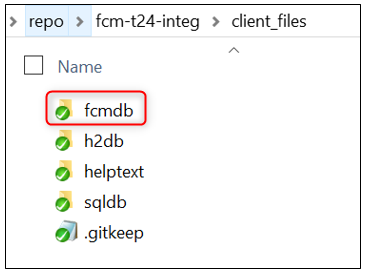 repo fcm-t24-integ client_files
Name
fcmdb
h2db
helptext
sqldb
.gitkeep